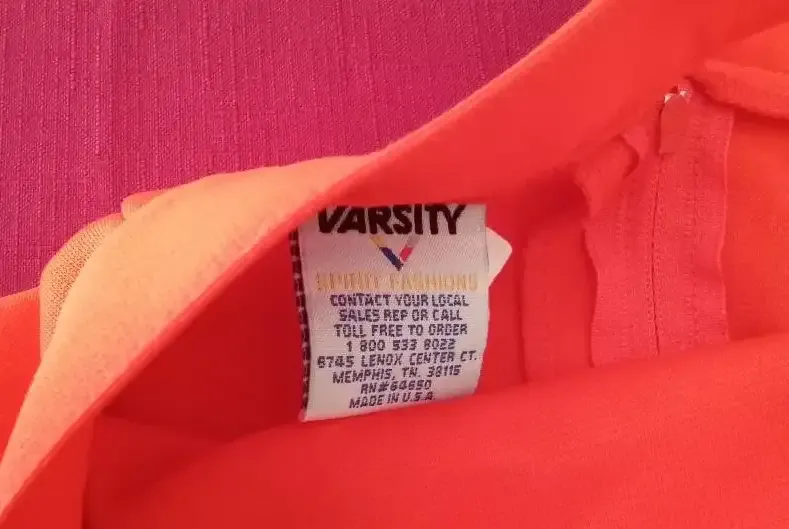 VARSITY
SPIRIT FASHIONS
CONTACT YOUR LOCAL
SALES REP OR CALL
TOLL FREE TO ORDER
1 800 533 8022
6745 LENOX CENTER CT.
MEMPHIS, TN. 38115
RN#64650
MADE IN U.S.A.